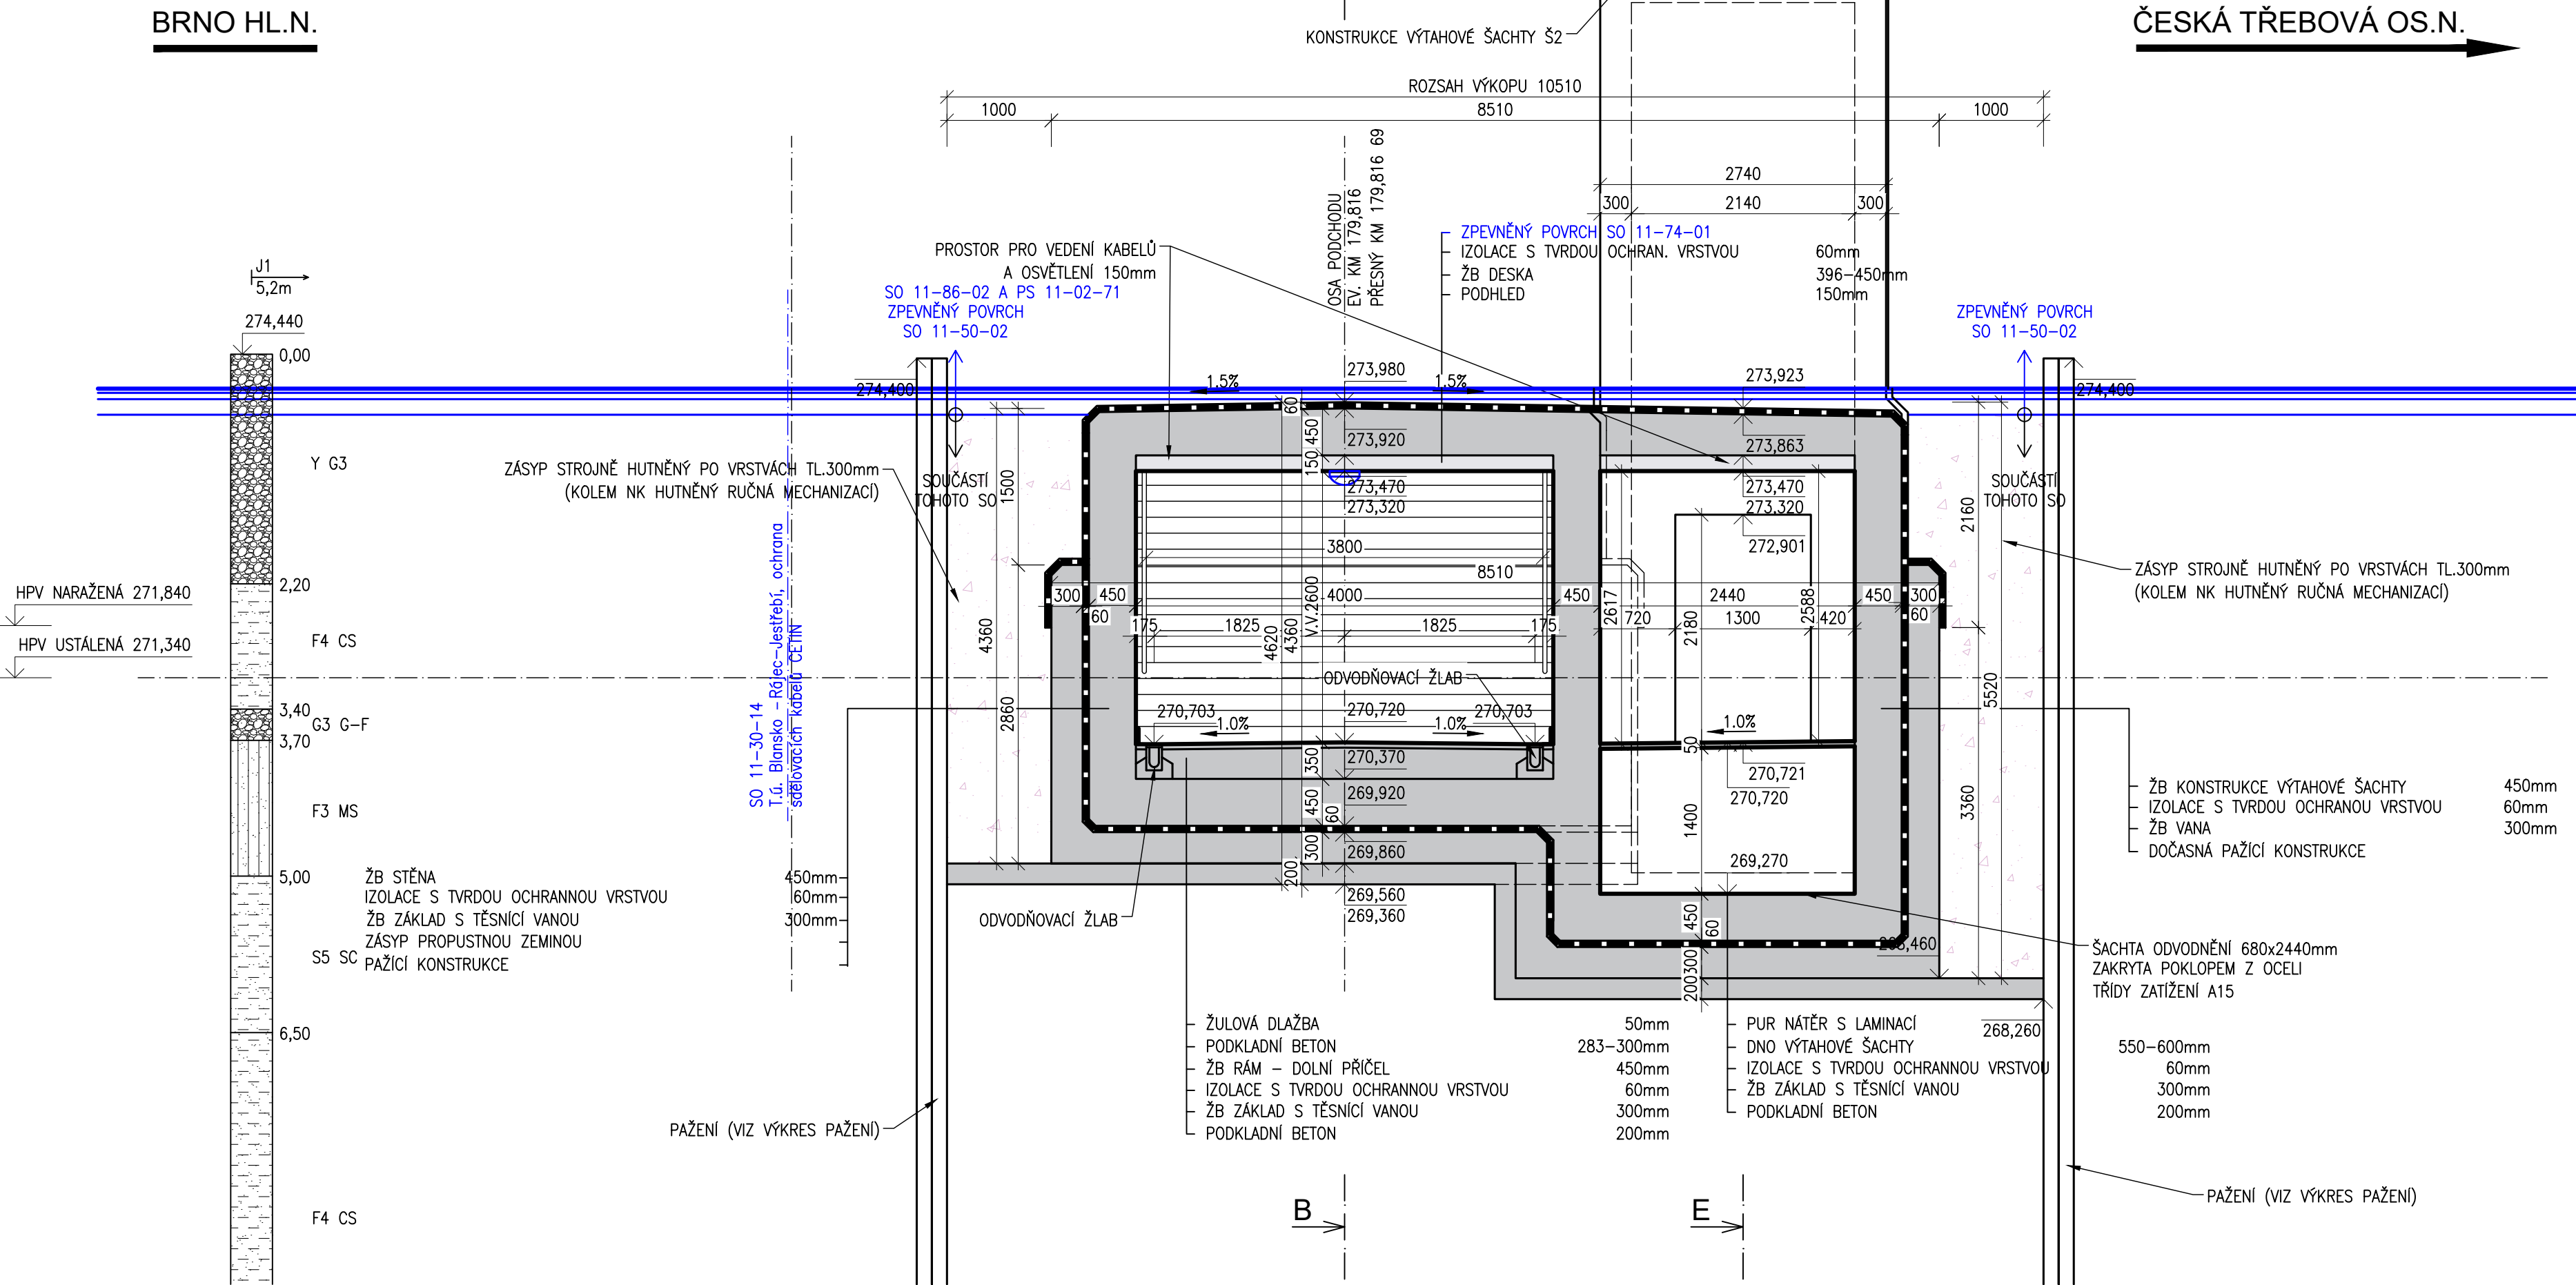 BRNO HL.N.
ČESKÁ TŘEBOVÁ OS.N.
KONSTRUKCE VÝTAHOVÉ ŠACHTY Š2
ROZSAH VÝKOPU 10510
1000
8510
1000
2740
300
2140
300
OSA PODCHODU
EV. KM 179,816
PŘESNÝ KM 179,816 69
PROSTOR PRO VEDENÍ KABELŮ
A OSVĚTLENÍ 150mm
ZPEVNĚNÝ POVRCH SO 11-74-01
IZOLACE S TVRDOU OCHRAN. VRSTVOU 60mm
ŽB DESKA 396-450mm
PODHLED 150mm
SO 11-86-02 A PS 11-02-71
ZPEVNĚNÝ POVRCH
SO 11-50-02
ZPEVNĚNÝ POVRCH
SO 11-50-02
J1
5,2m
274,440
0,00
Y G3
2,20
HPV NARAŽENÁ 271,840
F4 CS
HPV USTÁLENÁ 271,340
3,40
G3 G-F
3,70
F3 MS
5,00
S5 SC
6,50
F4 CS
274,400
274,400
1.5%
1.5%
273,980
273,923
60
450
150
273,920
273,863
273,470
273,320
273,470
273,320
272,901
ZÁSYP STROJNĚ HUTNĚNÝ PO VRSTVÁCH TL.300mm
(KOLEM NK HUTNĚNÝ RUČNÁ MECHANIZACÍ)
SOUČÁSTÍ
TOHOTO SO
SOUČÁSTÍ
TOHOTO SO
ZÁSYP STROJNĚ HUTNĚNÝ PO VRSTVÁCH TL.300mm
(KOLEM NK HUTNĚNÝ RUČNÁ MECHANIZACÍ)
1500
4360
2860
2160
5520
3360
3800
8510
300
60
450
4000
450
2440
450
60
300
175
1825
1825
175
4620
4360
V.V.2600
2617
720
2180
1300
2588
420
ODVODŇOVACÍ ŽLAB
270,703
270,720
270,703
1.0%
1.0%
1.0%
50
350
270,370
269,920
450
60
300
269,860
200
269,560
269,360
270,721
270,720
1400
269,270
450
60
300
200
268,260
SO 11-30-14
T.ú. Blansko - Rájec-Jestřebí, ochrana
sdělovacích kabelů CETIN
ŽB STĚNA 450mm
IZOLACE S TVRDOU OCHRANNOU VRSTVOU 60mm
ŽB ZÁKLAD S TĚSNÍCÍ VANOU 300mm
ZÁSYP PROPUSTNOU ZEMINOU
PAŽÍCÍ KONSTRUKCE
ODVODŇOVACÍ ŽLAB
ŽB KONSTRUKCE VÝTAHOVÉ ŠACHTY 450mm
IZOLACE S TVRDOU OCHRANOU VRSTVOU 60mm
ŽB VANA 300mm
DOČASNÁ PAŽÍCÍ KONSTRUKCE
ŠACHTA ODVODNĚNÍ 680x2440mm
ZAKRYTA POKLOPEM Z OCELI
TŘÍDY ZATÍŽENÍ A15
ŽULOVÁ DLAŽBA 50mm
PODKLADNÍ BETON 283-300mm
ŽB RÁM – DOLNÍ PŘÍČEL 450mm
IZOLACE S TVRDOU OCHRANNOU VRSTVOU 60mm
ŽB ZÁKLAD S TĚSNÍCÍ VANOU 300mm
PODKLADNÍ BETON 200mm
PUR NÁTĚR S LAMINACÍ
DNO VÝTAHOVÉ ŠACHTY 550-600mm
IZOLACE S TVRDOU OCHRANNOU VRSTVOU 60mm
ŽB ZÁKLAD S TĚSNÍCÍ VANOU 300mm
PODKLADNÍ BETON 200mm
PAŽENÍ (VIZ VÝKRES PAŽENÍ)
PAŽENÍ (VIZ VÝKRES PAŽENÍ)
B
E